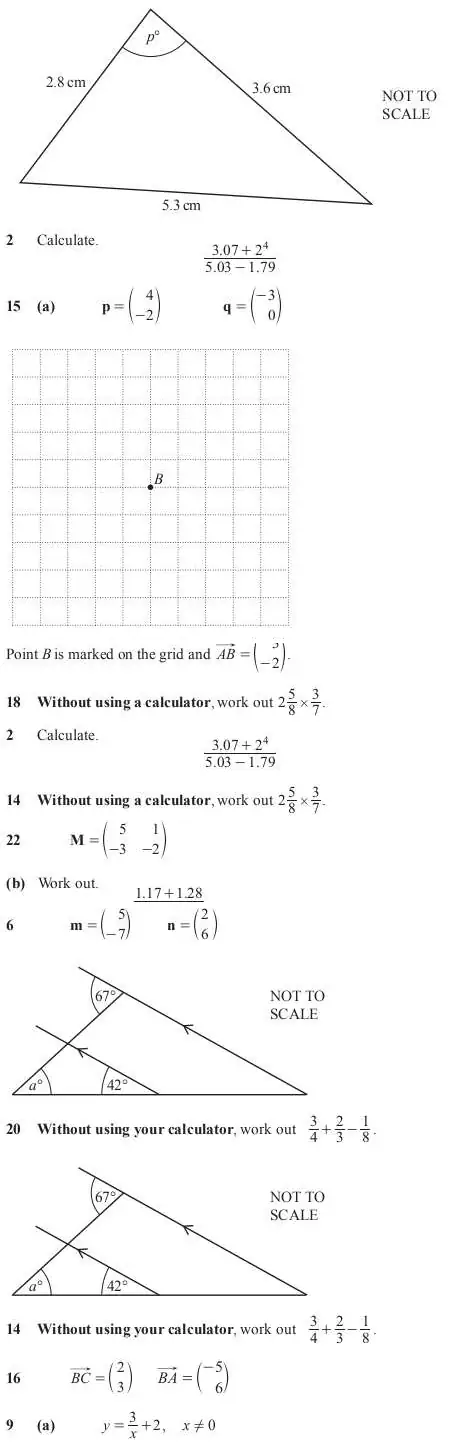 p°
2.8 cm
3.6 cm
NOT TO
SCALE
5.3 cm
2 Calculate.
3.07 + 2⁴
5.03 − 1.79
15 (a) p = ( 4 −2 ) q = ( −3 0 )
B
Point B is marked on the grid and AB = ( −2 ).
18 Without using a calculator, work out 2 5/8 × 3/7.
2 Calculate.
3.07 + 2⁴
5.03 − 1.79
14 Without using a calculator, work out 2 5/8 × 3/7.
22 M = ( 5 1 −3 −2 )
(b) Work out.
1.17 + 1.28
6 m = ( 5 −7 ) n = ( 2 6 )
67°
NOT TO
SCALE
a°
42°
20 Without using your calculator, work out 3/4 + 2/3 − 1/8.
67°
NOT TO
SCALE
a°
42°
14 Without using your calculator, work out 3/4 + 2/3 − 1/8.
16 BC = ( 2 3 ) BA = ( −5 6 )
9 (a) y = 3/x + 2, x ≠ 0